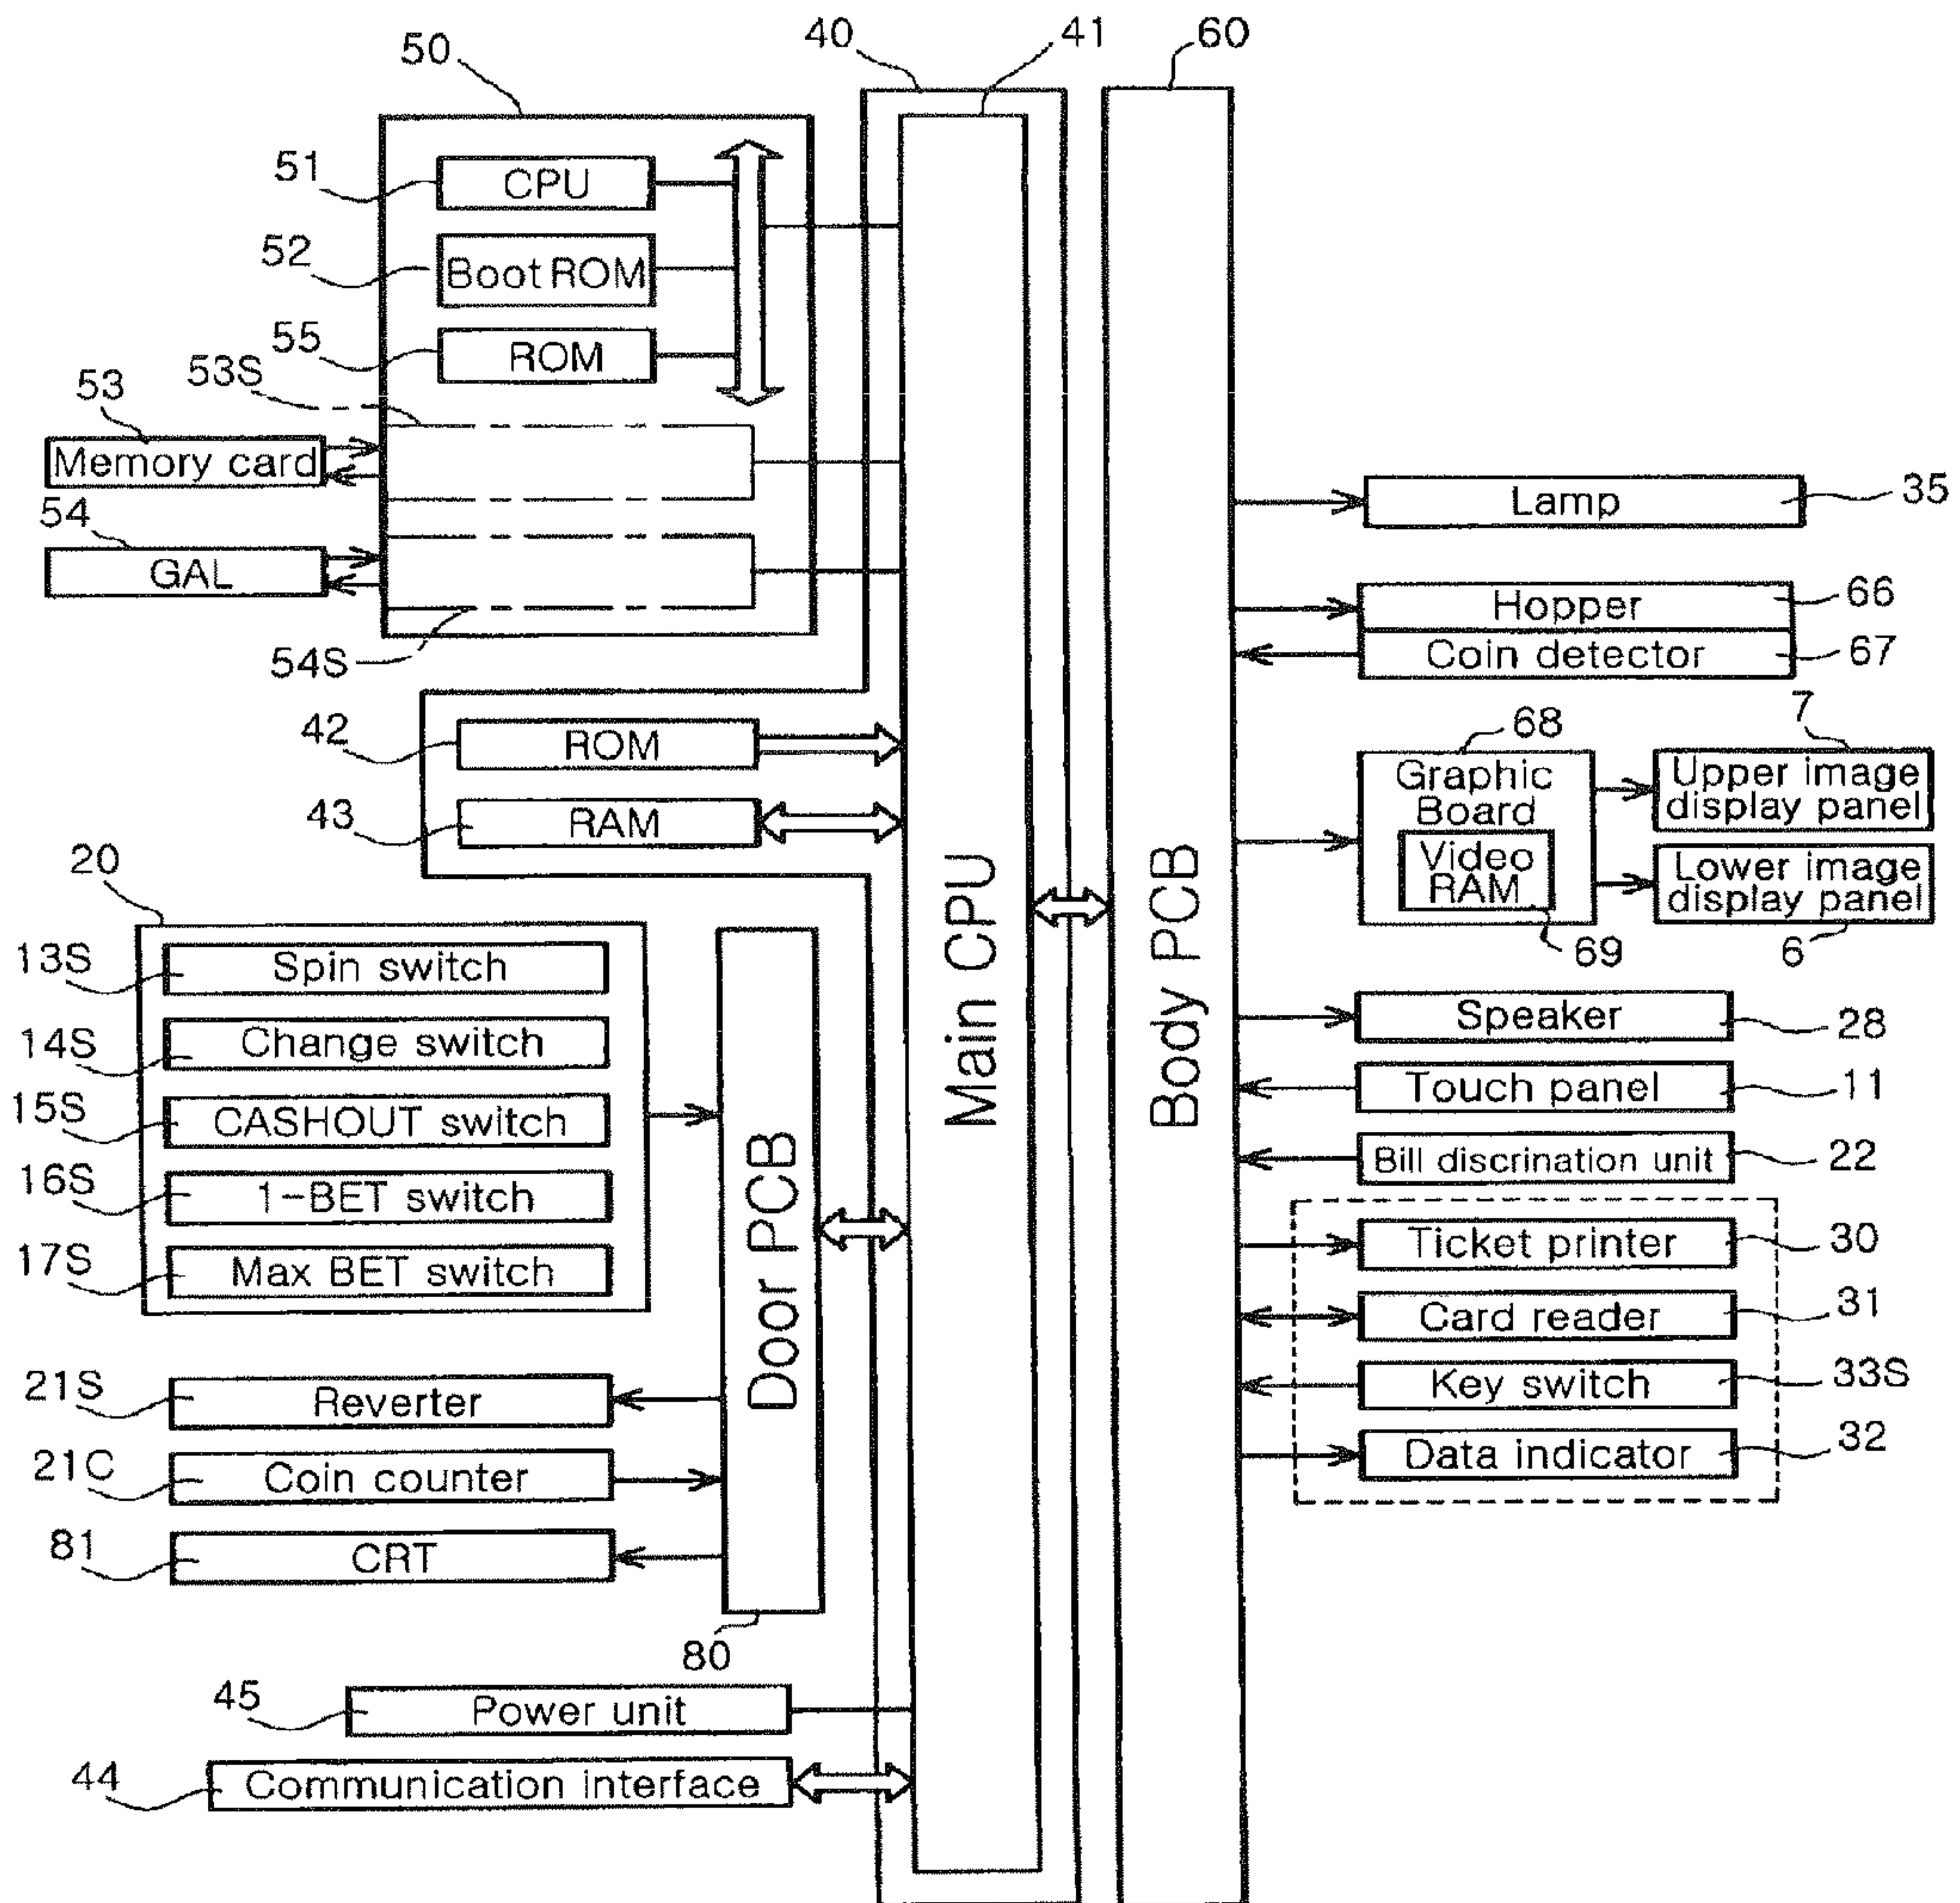 40
41
60
50
51
CPU
52
Boot ROM
55
ROM
53S
53
Memory card
54
GAL
54S
42
ROM
43
RAM
20
13S
Spin switch
14S
Change switch
15S
CASHOUT switch
16S
1-BET switch
17S
Max BET switch
21S
Reverter
21C
Coin counter
81
CRT
Door PCB
80
45
Power unit
44
Communication interface
Main CPU
Body PCB
Lamp
35
Hopper
66
Coin detector
67
68
Graphic
Board
Video
RAM
69
7
Upper image
display panel
Lower image
display panel
6
Speaker
28
Touch panel
11
Bill discrination unit
22
Ticket printer
30
Card reader
31
Key switch
33S
Data indicator
32